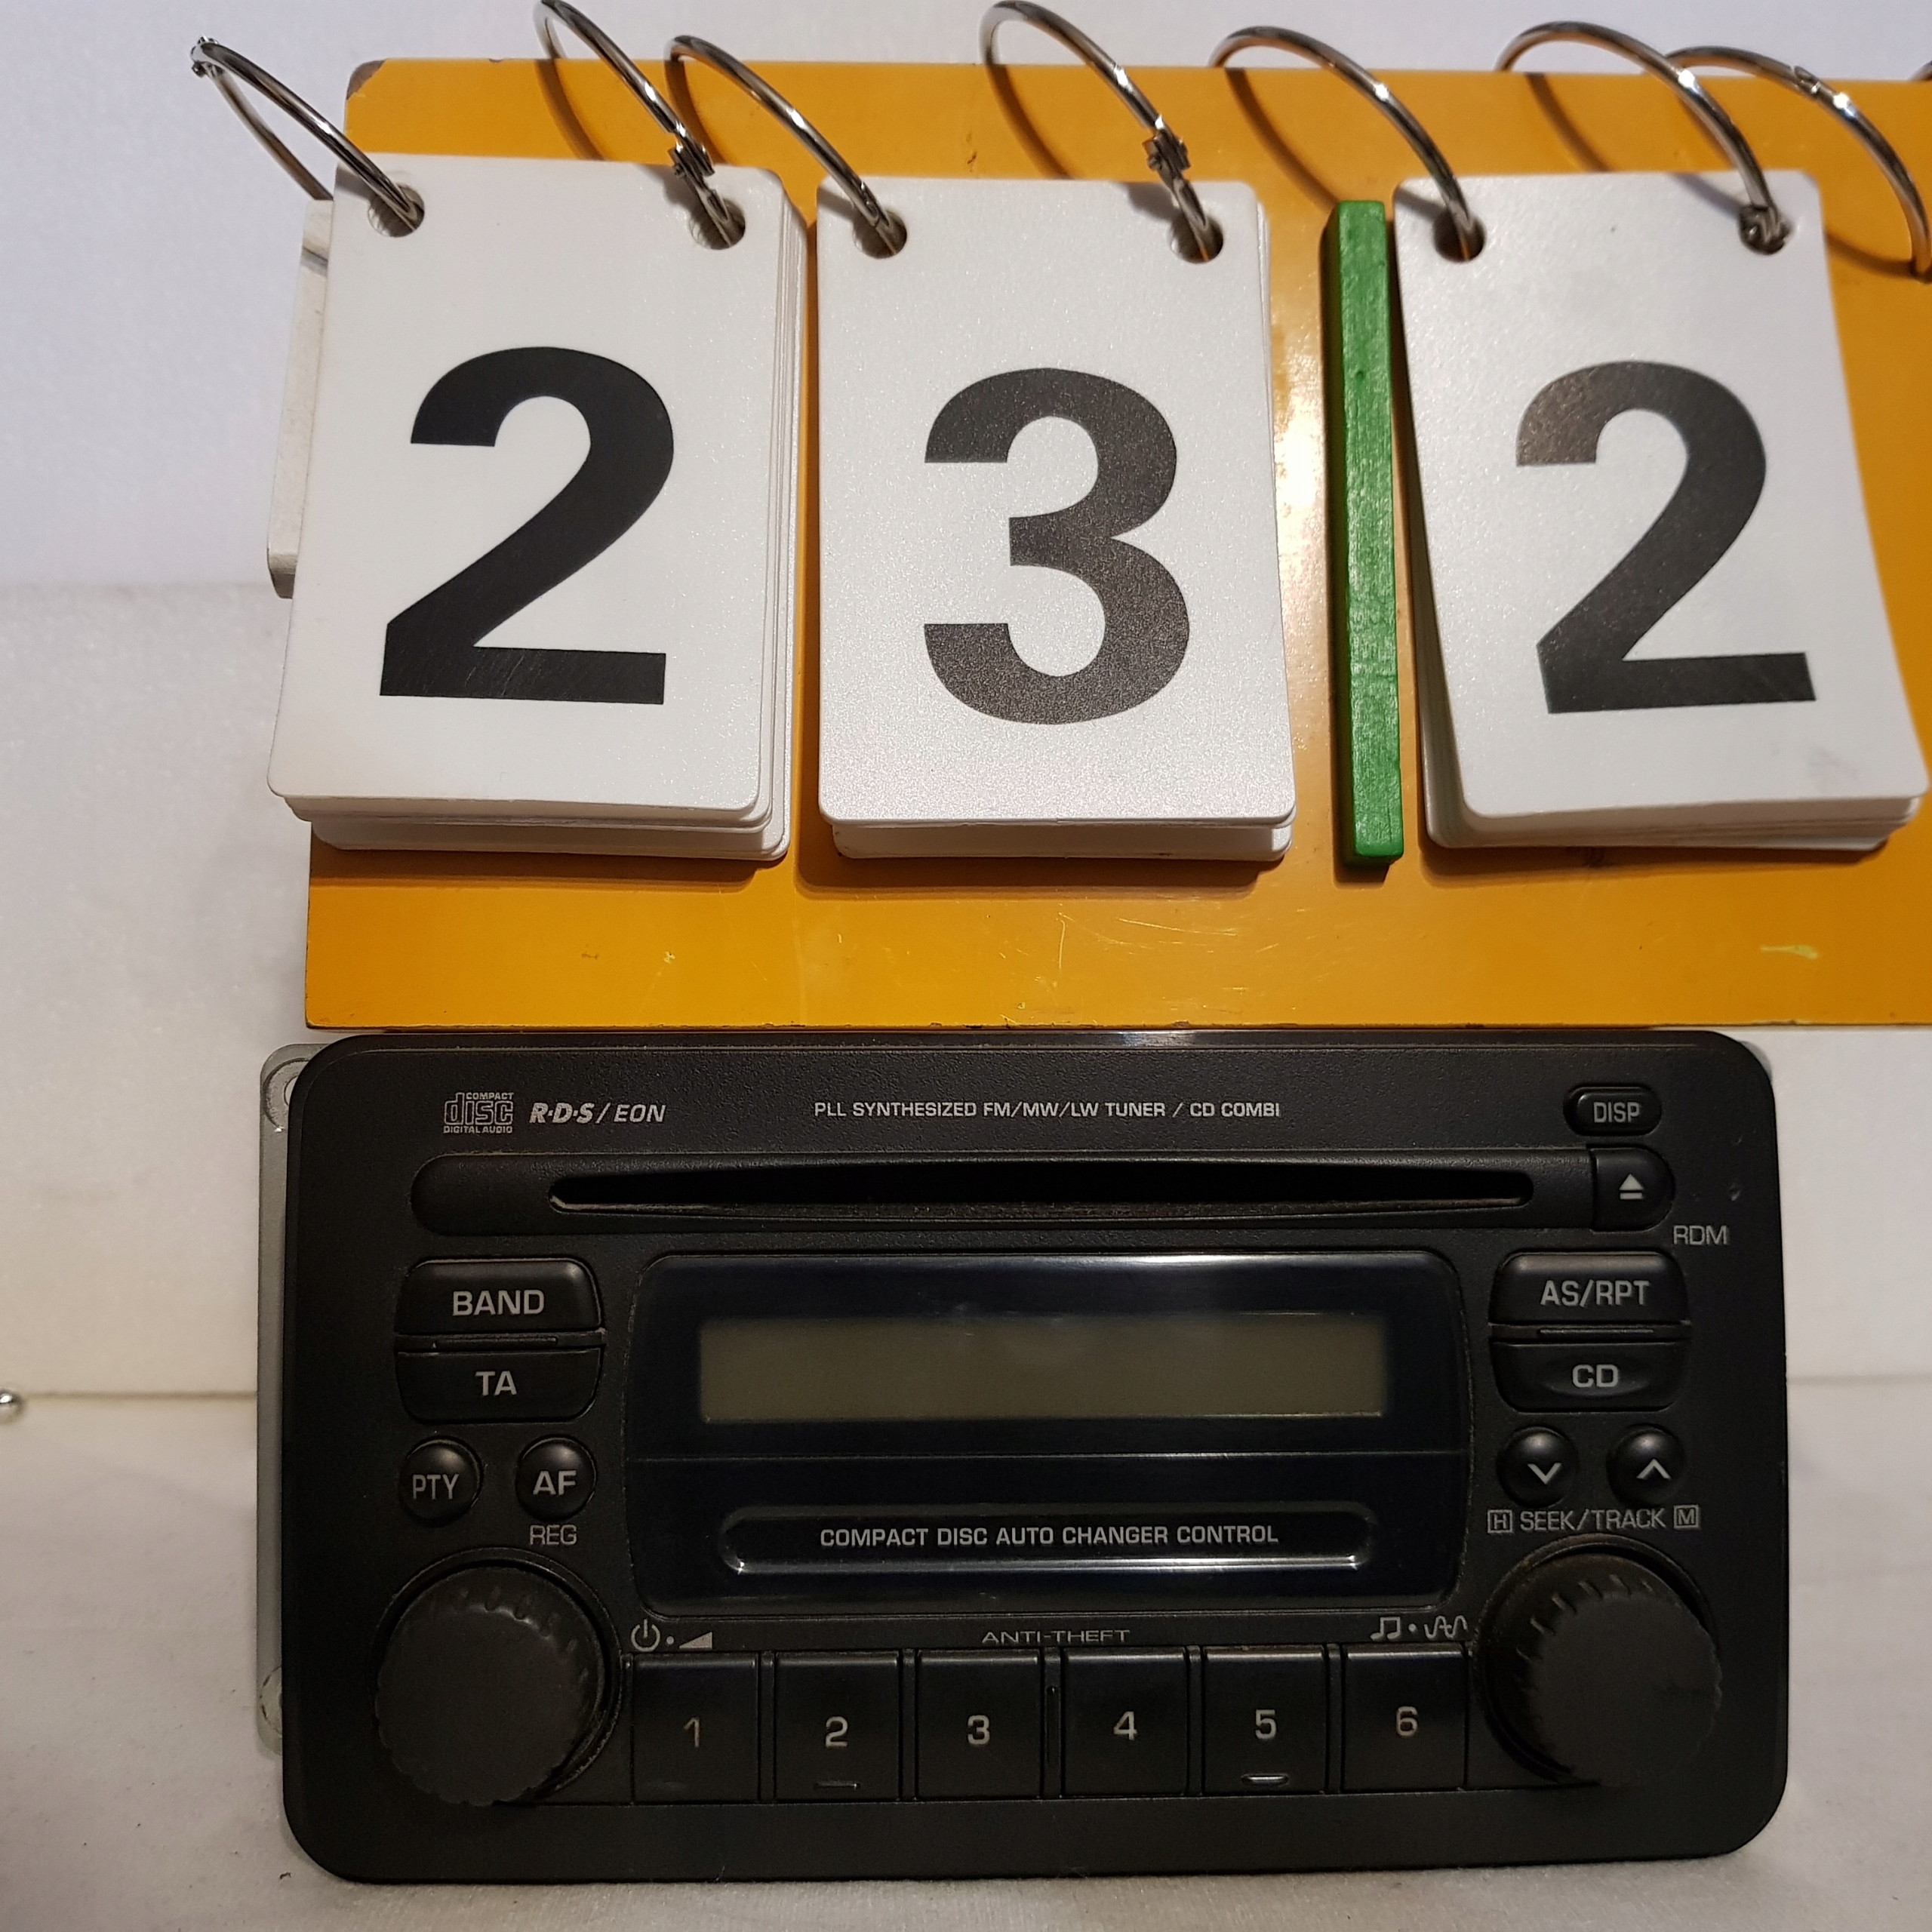 2 3 2
COMPACT
disc
DIGITAL AUDIO
R·D·S / EON
PLL SYNTHESIZED FM/MW/LW TUNER / CD COMBI
DISP
RDM
BAND
AS/RPT
TA
CD
PTY
AF
REG
H SEEK/TRACK M
COMPACT DISC AUTO CHANGER CONTROL
ANTI-THEFT
1 2 3 4 5 6